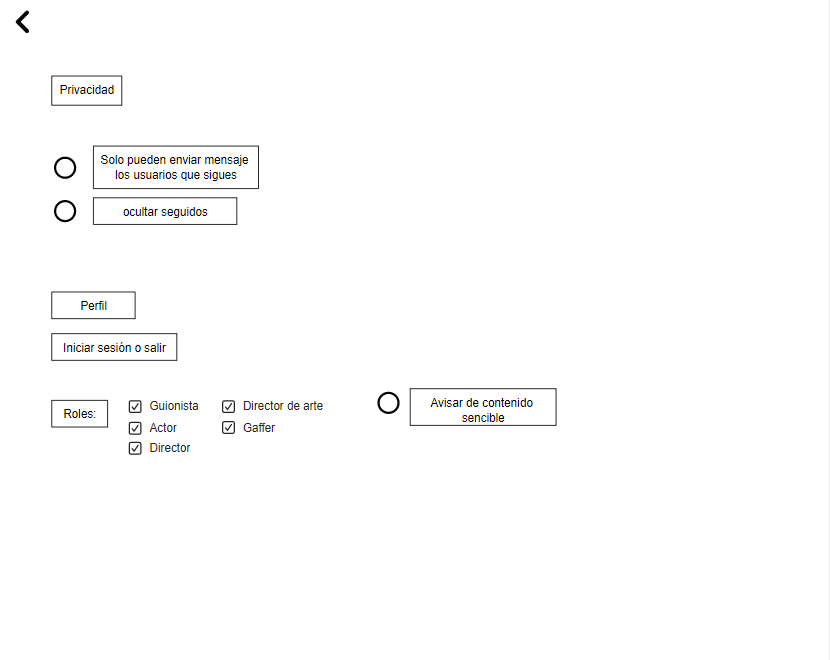 Privacidad
Solo pueden enviar mensaje
los usuarios que sigues
ocultar seguidos
Perfil
Iniciar sesión o salir
Roles:
Guionista
Director de arte
Actor
Gaffer
Director
Avisar de contenido
sencible